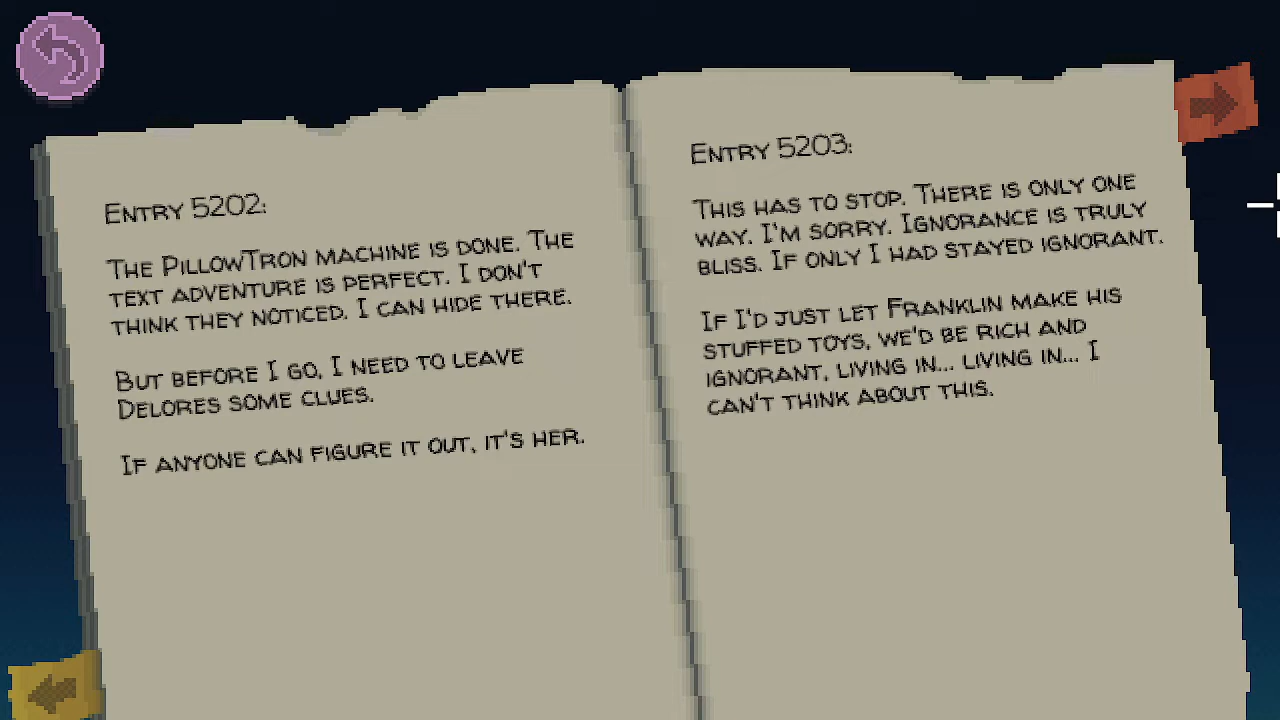 Entry 5202:
The PillowTron machine is done. The
text adventure is perfect. I don't
think they noticed. I can hide there.
But before I go, I need to leave
Delores some clues.
If anyone can figure it out, it's her.
Entry 5203:
This has to stop. There is only one
way. I'm sorry. Ignorance is truly
bliss. If only I had stayed ignorant.
If I'd just let Franklin make his
stuffed toys, we'd be rich and
ignorant, living in... living in... I
can't think about this.